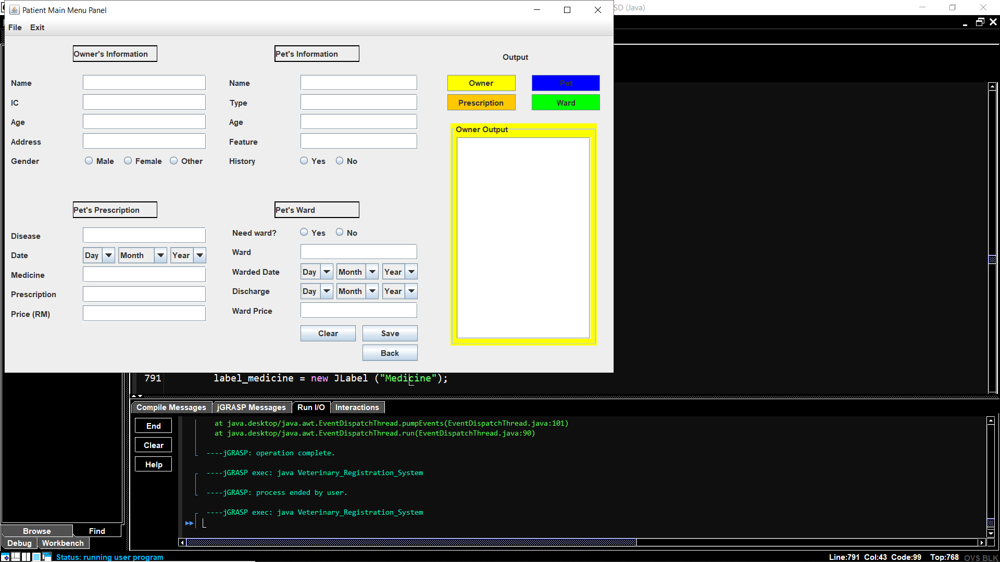 Patient Main Menu Panel
SD (Java)
File Exit
Owner's Information
Name
IC
Age
Address
Gender Male Female Other
Pet's Information
Name
Type
Age
Feature
History Yes No
Output
Owner Pet
Prescription Ward
Owner Output
Pet's Prescription
Disease
Date Day Month Year
Medicine
Prescription
Price (RM)
Pet's Ward
Need ward? Yes No
Ward
Warded Date Day Month Year
Discharge Day Month Year
Ward Price
Clear Save
Back
791 label_medicine = new JLabel ("Medicine");
Compile Messages jGRASP Messages Run I/O Interactions
End
Clear
Help
at java.desktop/java.awt.EventDispatchThread.pumpEvents(EventDispatchThread.java:101)
at java.desktop/java.awt.EventDispatchThread.run(EventDispatchThread.java:90)
----jGRASP: operation complete.
----jGRASP exec: java Veterinary_Registration_System
----jGRASP: process ended by user.
----jGRASP exec: java Veterinary_Registration_System
Browse Find
Debug Workbench
Status: running user program
Line:791 Col:43 Code:99 Top:768 OVS BLK